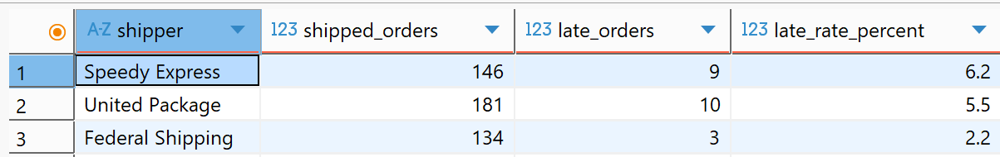 A-Z shipper 123 shipped_orders 123 late_orders 123 late_rate_percent
1 Speedy Express 146 9 6.2
2 United Package 181 10 5.5
3 Federal Shipping 134 3 2.2